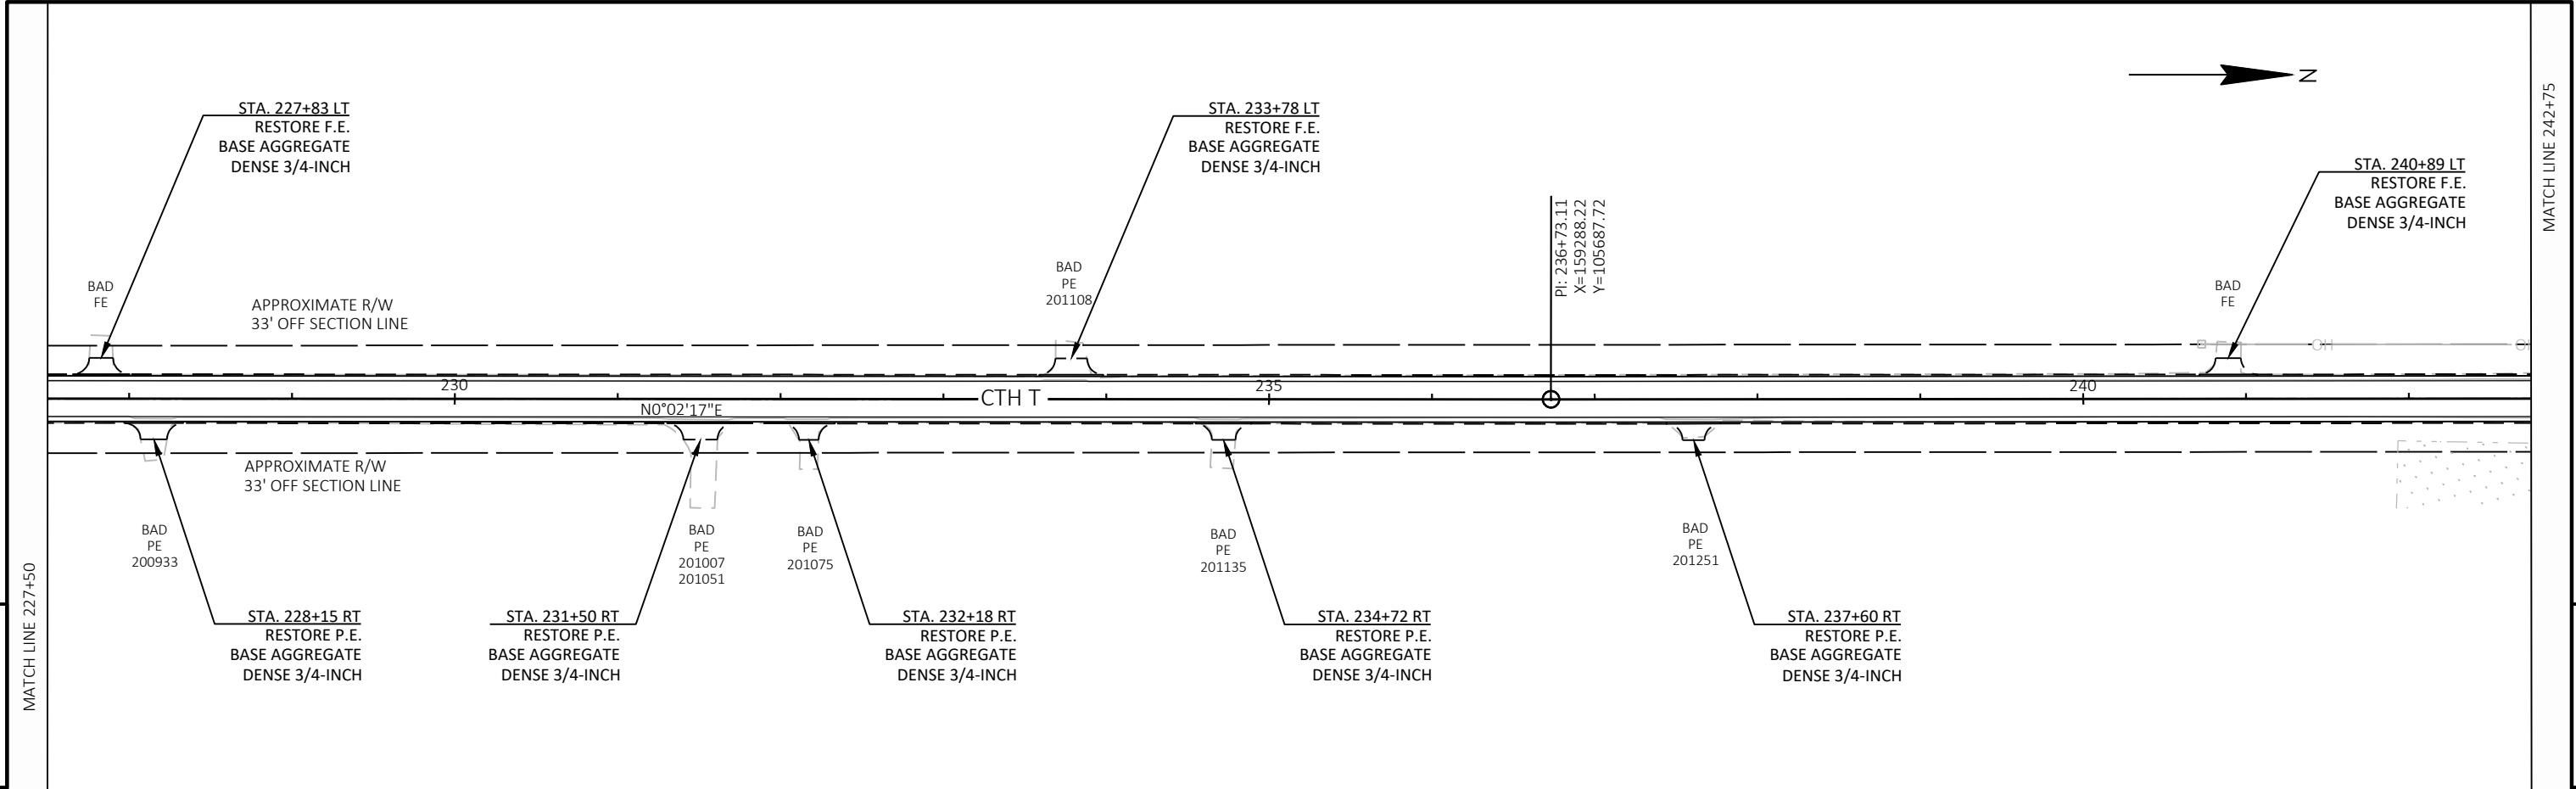 N
STA. 227+83 LT
RESTORE F.E.
BASE AGGREGATE
DENSE 3/4-INCH
STA. 233+78 LT
RESTORE F.E.
BASE AGGREGATE
DENSE 3/4-INCH
STA. 240+89 LT
RESTORE F.E.
BASE AGGREGATE
DENSE 3/4-INCH
MATCH LINE 242+75
PI: 236+73.11
X=159288.22
Y=105687.72
BAD
FE
APPROXIMATE R/W
33' OFF SECTION LINE
BAD
PE
201108
BAD
FE
OH
230
235
240
CTH T
N0°02'17"E
APPROXIMATE R/W
33' OFF SECTION LINE
BAD
PE
200933
BAD
PE
201007
201051
BAD
PE
201075
BAD
PE
201135
BAD
PE
201251
MATCH LINE 227+50
STA. 228+15 RT
RESTORE P.E.
BASE AGGREGATE
DENSE 3/4-INCH
STA. 231+50 RT
RESTORE P.E.
BASE AGGREGATE
DENSE 3/4-INCH
STA. 232+18 RT
RESTORE P.E.
BASE AGGREGATE
DENSE 3/4-INCH
STA. 234+72 RT
RESTORE P.E.
BASE AGGREGATE
DENSE 3/4-INCH
STA. 237+60 RT
RESTORE P.E.
BASE AGGREGATE
DENSE 3/4-INCH